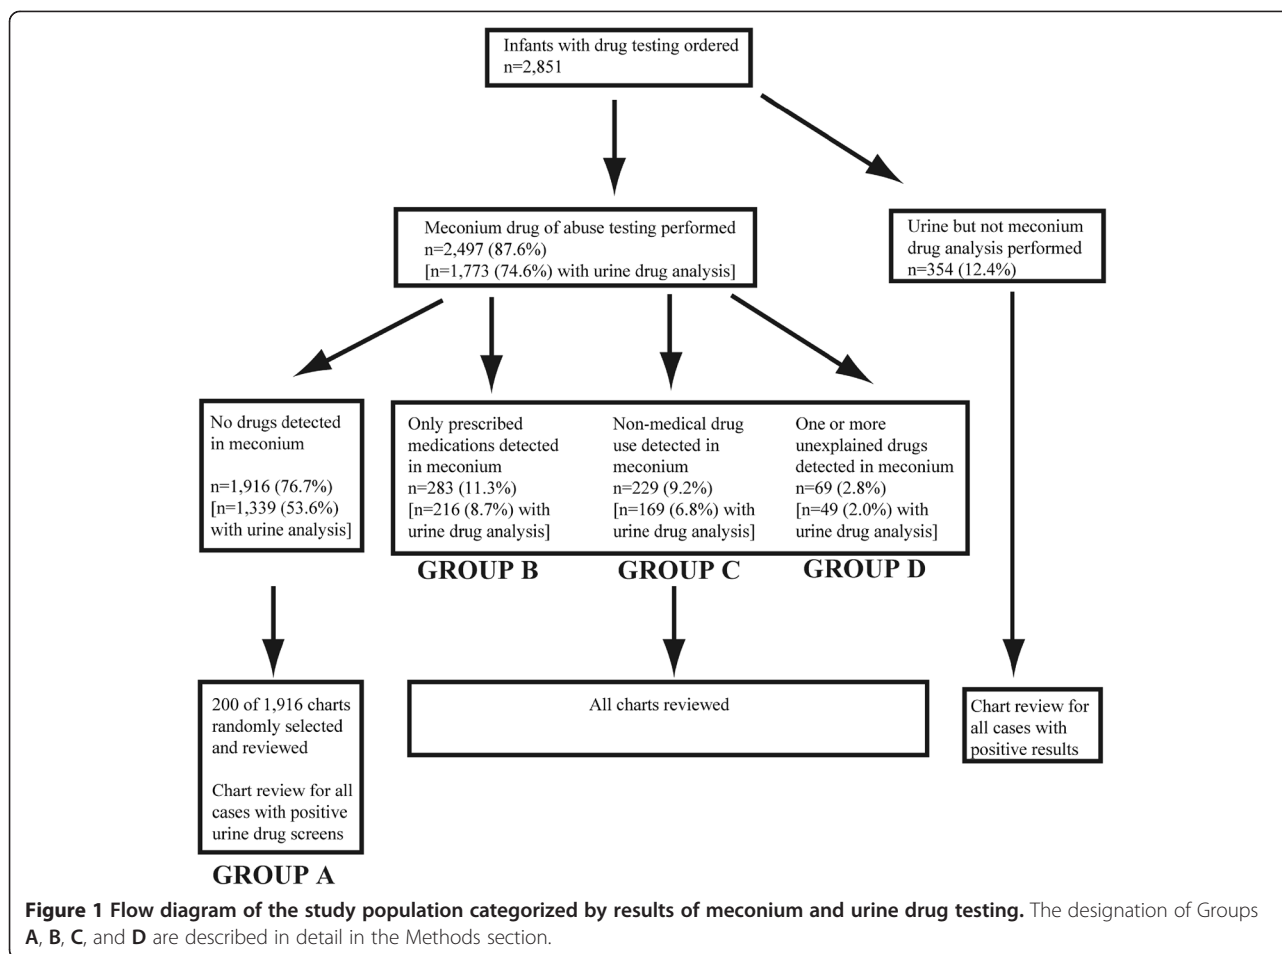 Infants with drug testing ordered
n=2,851
Meconium drug of abuse testing performed
n=2,497 (87.6%)
[n=1,773 (74.6%) with urine drug analysis]
Urine but not meconium
drug analysis performed
n=354 (12.4%)
No drugs detected
in meconium
n=1,916 (76.7%)
[n=1,339 (53.6%)
with urine analysis]
Only prescribed
medications detected
in meconium
n=283 (11.3%)
[n=216 (8.7%) with
urine drug analysis]
GROUP B
Non-medical drug
use detected in
meconium
n=229 (9.2%)
[n=169 (6.8%) with
urine drug analysis]
GROUP C
One or more
unexplained drugs
detected in meconium
n=69 (2.8%)
[n=49 (2.0%) with
urine drug analysis]
GROUP D
200 of 1,916 charts
randomly selected
and reviewed
Chart review for all
cases with positive
urine drug screens
GROUP A
All charts reviewed
Chart review for
all cases with
positive results
Figure 1 Flow diagram of the study population categorized by results of meconium and urine drug testing. The designation of Groups
A, B, C, and D are described in detail in the Methods section.